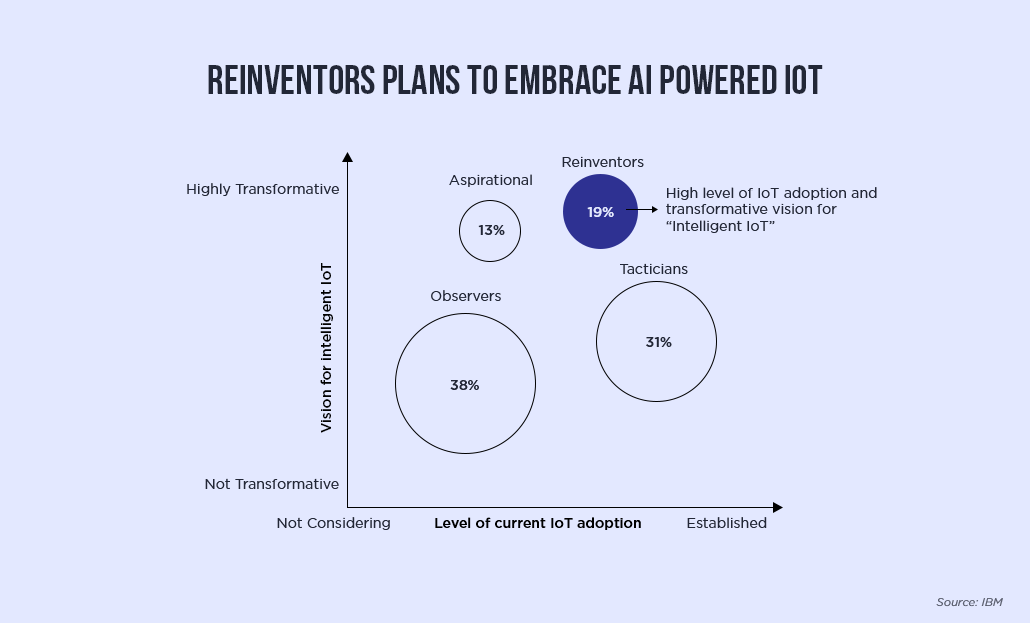 REINVENTORS PLANS TO EMBRACE AI POWERED IOT
Reinventors
Aspirational
Highly Transformative
High level of IoT adoption and
transformative vision for
“Intelligent IoT”
19%
13%
Tacticians
Observers
31%
Vision for intelligent IoT
38%
Not Transformative
Not Considering
Level of current IoT adoption
Established
Source: IBM